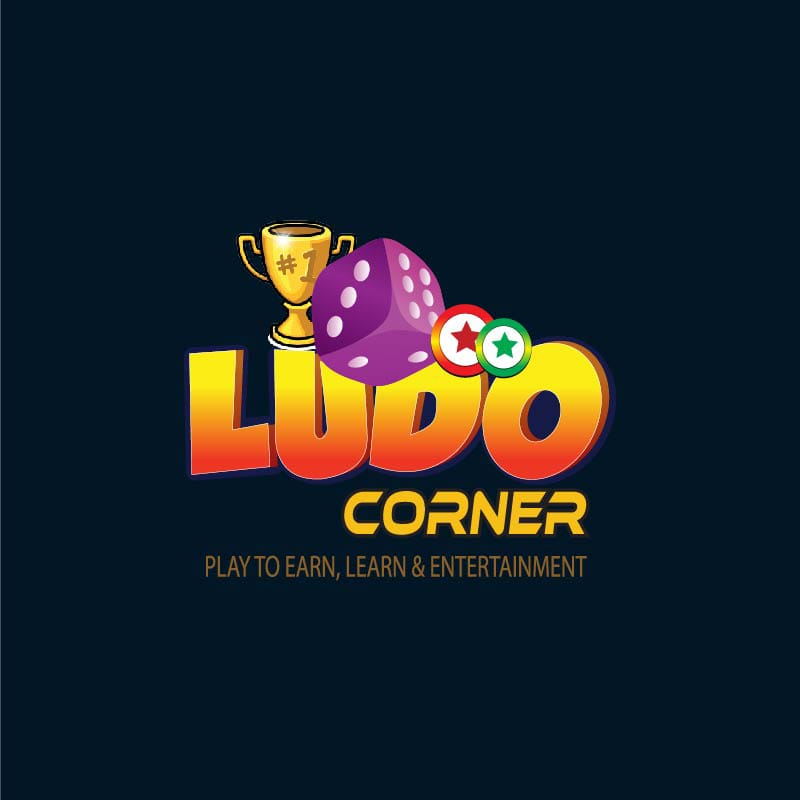 #1
LUDO
CORNER
PLAY TO EARN, LEARN & ENTERTAINMENT